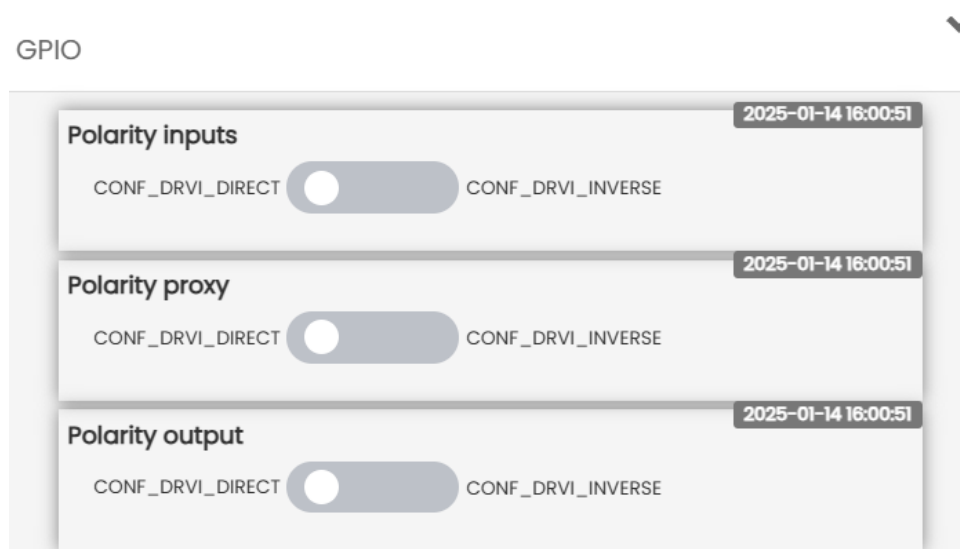 GPIO
2025-01-14 16:00:51
Polarity inputs
CONF_DRVI_DIRECT CONF_DRVI_INVERSE
2025-01-14 16:00:51
Polarity proxy
CONF_DRVI_DIRECT CONF_DRVI_INVERSE
2025-01-14 16:00:51
Polarity output
CONF_DRVI_DIRECT CONF_DRVI_INVERSE